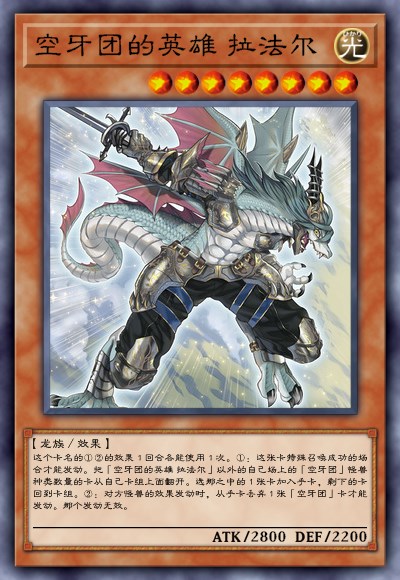 空牙团的英雄 拉法尔
光
ひかり
【龙族/效果】
这个卡名的①②的效果1回合各能使用1次。①：这张卡特殊召唤成功的场
合才能发动。把「空牙团的英雄 拉法尔」以外的自己场上的「空牙团」怪兽
种类数量的卡从自己卡组上面翻开。选那之中的1张卡加入手卡，剩下的卡
回到卡组。②：对方怪兽的效果发动时，从手卡丢弃1张「空牙团」卡才能
发动。那个发动无效。
ATK/2800 DEF/2200